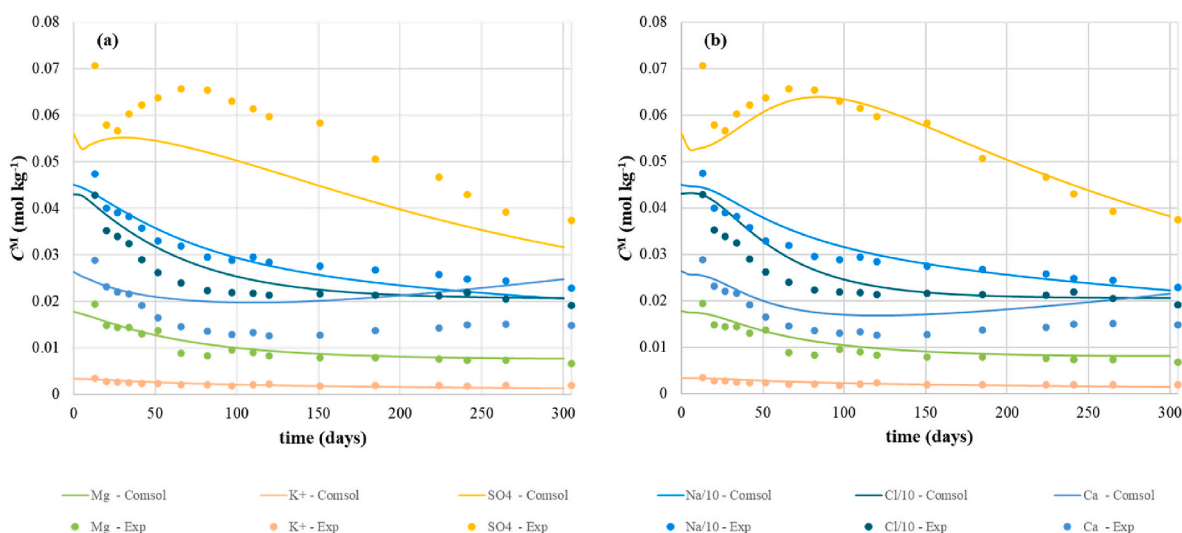 (a)
0.08
0.07
0.06
0.05
0.04
0.03
0.02
0.01
0
C^M (mol kg⁻¹)
0 50 100 150 200 250 300
time (days)
(b)
0.08
0.07
0.06
0.05
0.04
0.03
0.02
0.01
0
C^M (mol kg⁻¹)
0 50 100 150 200 250 300
time (days)
Mg - Comsol K+ - Comsol SO4 - Comsol Na/10 - Comsol Cl/10 - Comsol Ca - Comsol
Mg - Exp K+ - Exp SO4 - Exp Na/10 - Exp Cl/10 - Exp Ca - Exp